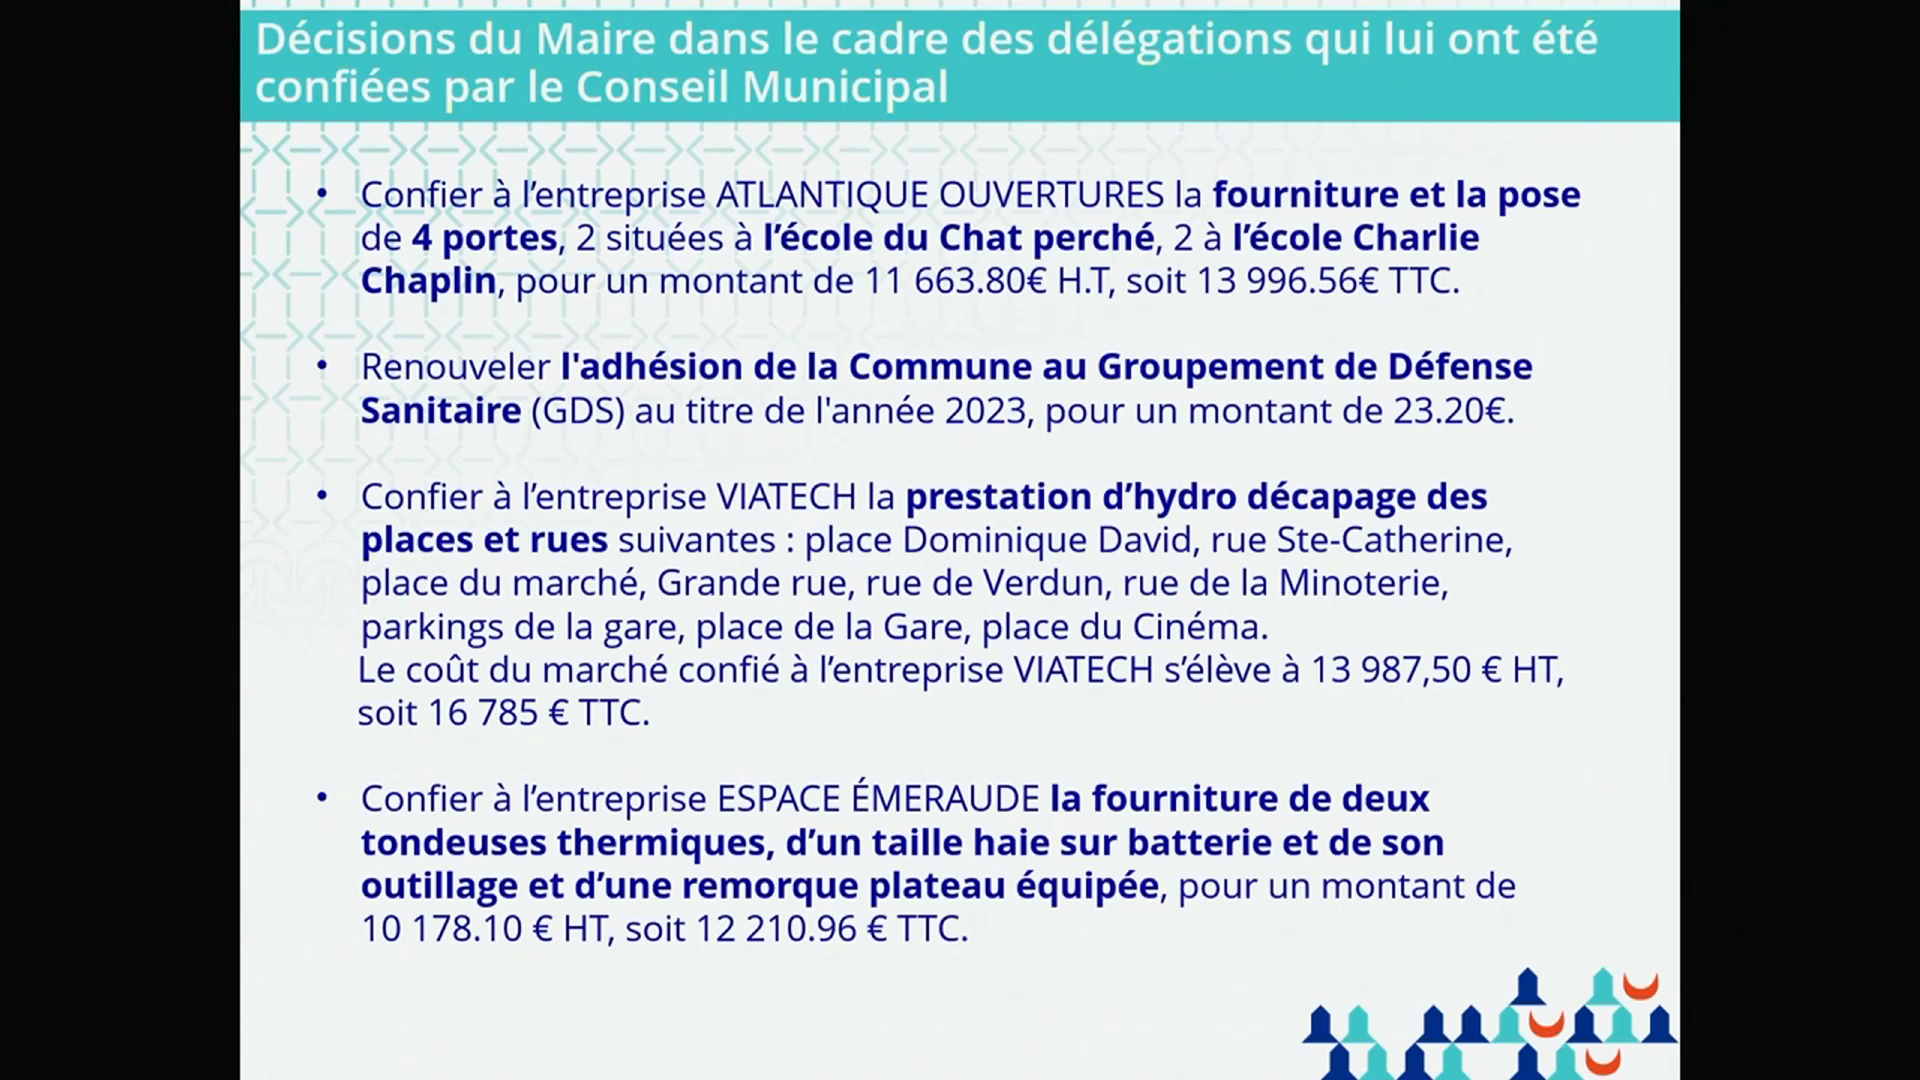 Décisions du Maire dans le cadre des délégations qui lui ont été
confiées par le Conseil Municipal
• Confier à l’entreprise ATLANTIQUE OUVERTURES la fourniture et la pose
de 4 portes, 2 situées à l’école du Chat perché, 2 à l’école Charlie
Chaplin, pour un montant de 11 663.80€ H.T, soit 13 996.56€ TTC.
• Renouveler l'adhésion de la Commune au Groupement de Défense
Sanitaire (GDS) au titre de l'année 2023, pour un montant de 23.20€.
• Confier à l’entreprise VIATECH la prestation d’hydro décapage des
places et rues suivantes : place Dominique David, rue Ste-Catherine,
place du marché, Grande rue, rue de Verdun, rue de la Minoterie,
parkings de la gare, place de la Gare, place du Cinéma.
Le coût du marché confié à l’entreprise VIATECH s’élève à 13 987,50 € HT,
soit 16 785 € TTC.
• Confier à l’entreprise ESPACE ÉMERAUDE la fourniture de deux
tondeuses thermiques, d’un taille haie sur batterie et de son
outillage et d’une remorque plateau équipée, pour un montant de
10 178.10 € HT, soit 12 210.96 € TTC.